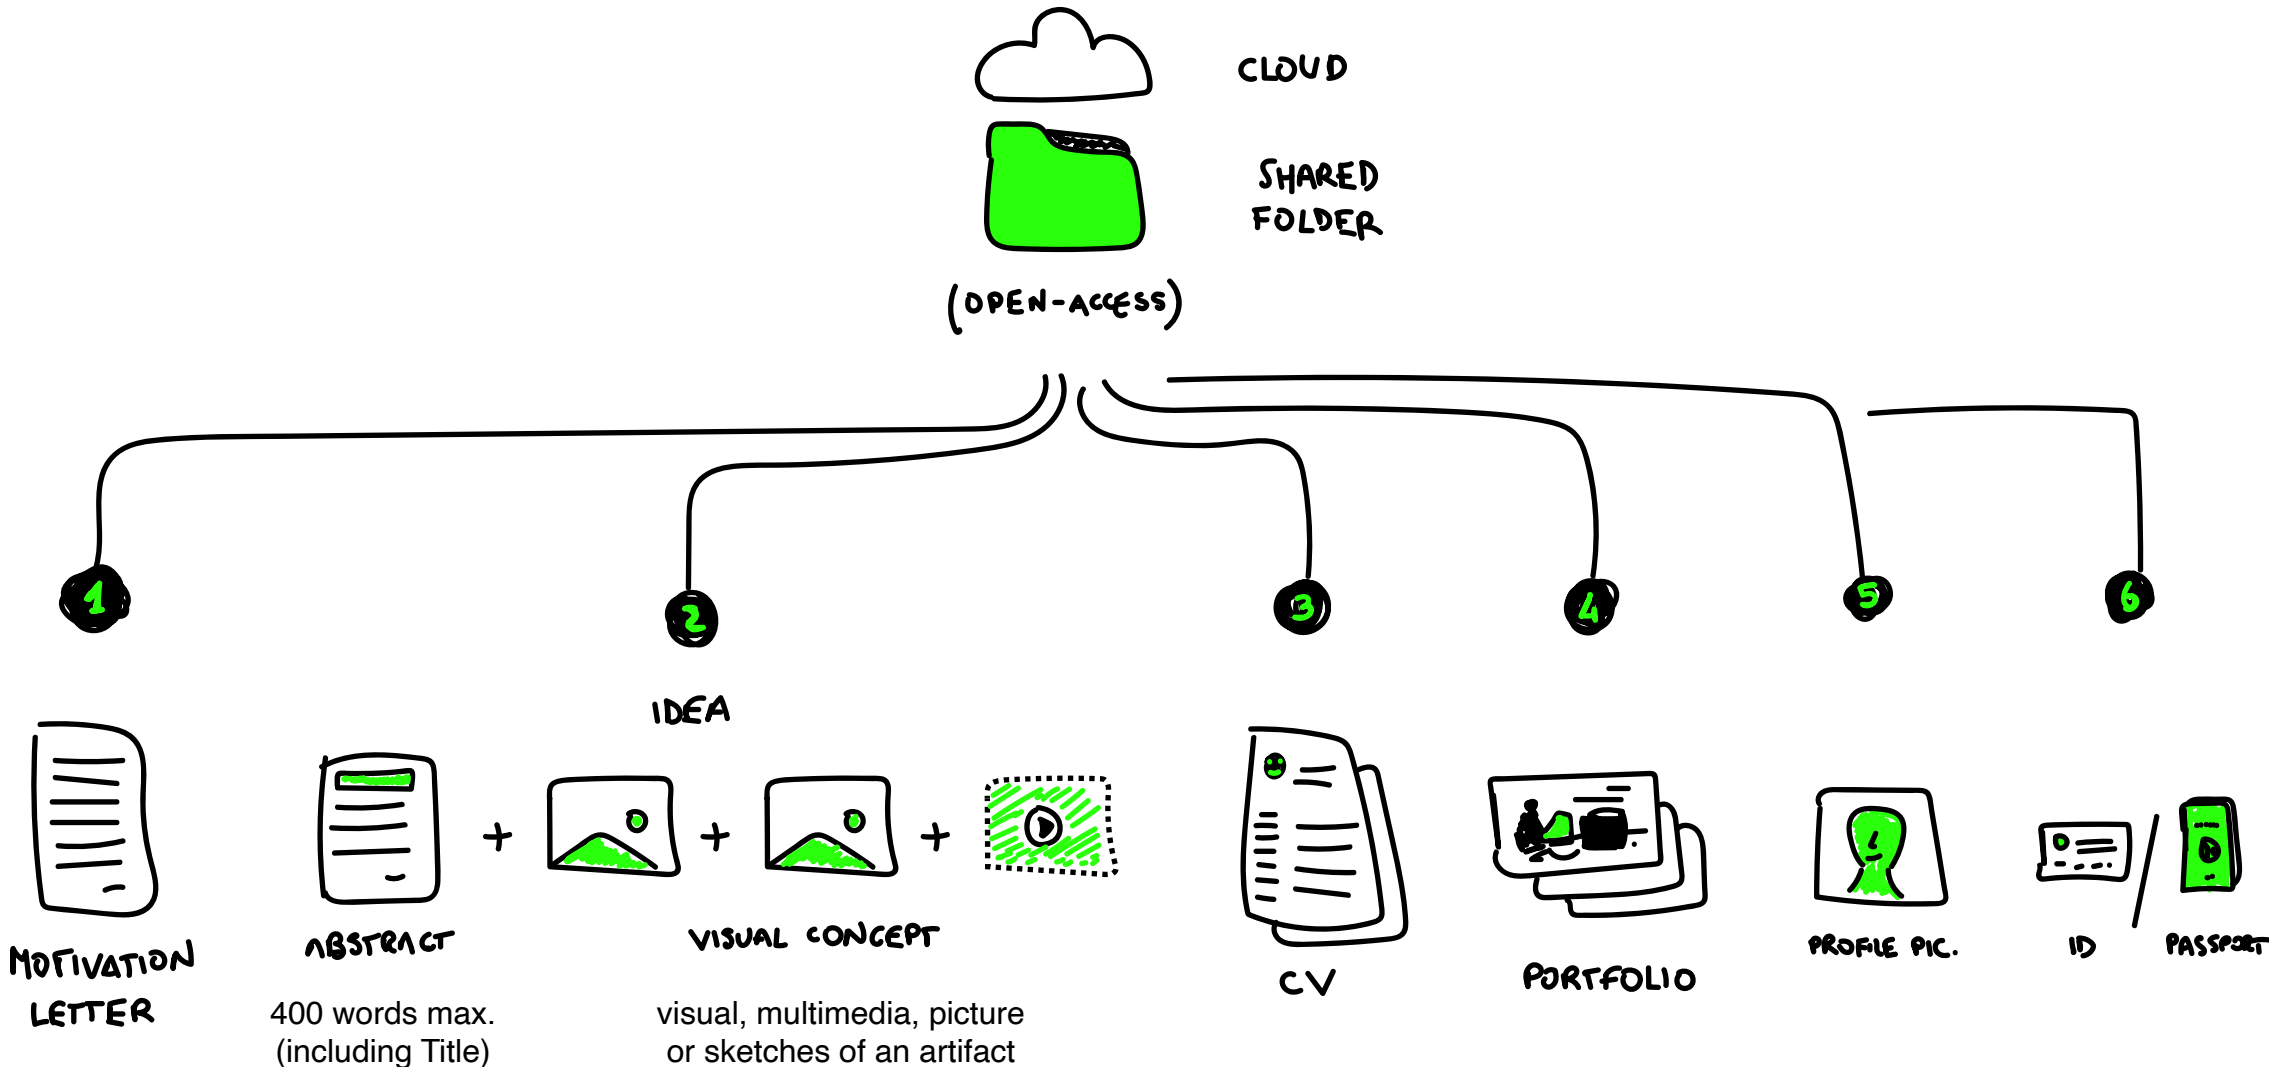 CLOUD
SHARED
FOLDER
(OPEN-ACCESS)
1
2
3
4
5
6
IDEA
MOTIVATION
LETTER
ABSTRACT
400 words max.
(including Title)
VISUAL CONCEPT
visual, multimedia, picture
or sketches of an artifact
CV
PORTFOLIO
PROFILE PIC.
ID / PASSPORT